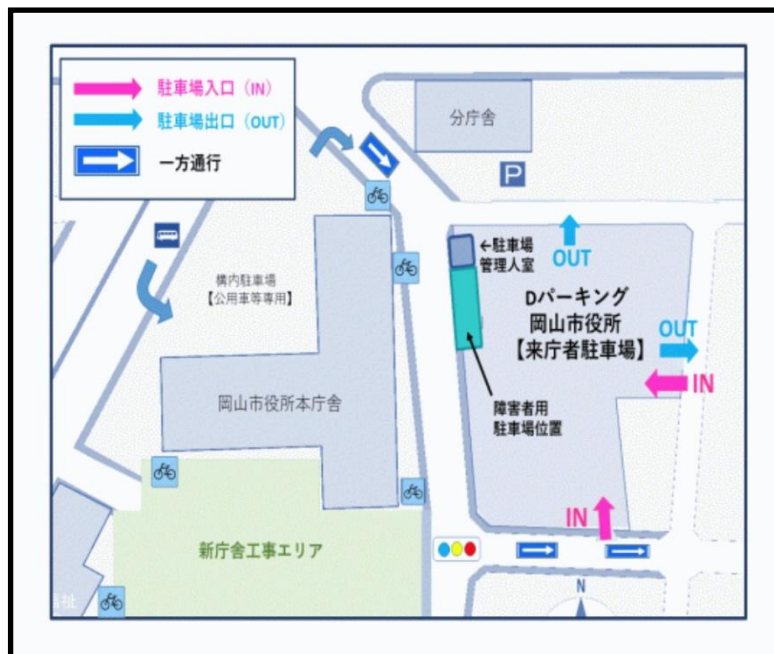 駐車場入口（IN）
駐車場出口（OUT）
一方通行
分庁舎
P
←駐車場
管理人室
OUT
構内駐車場
【公用車等専用】
Dパーキング
岡山市役所
【来庁者駐車場】
OUT
IN
岡山市役所本庁舎
障害者用
駐車場位置
IN
新庁舎工事エリア
N
福祉